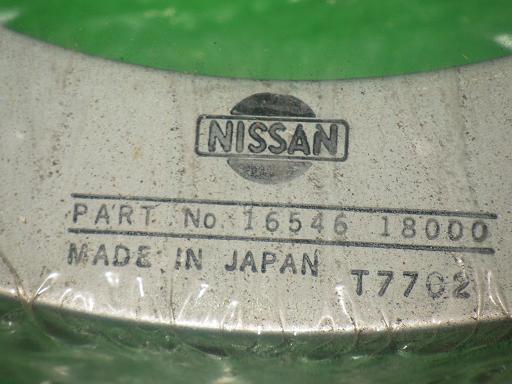 NISSAN
PART No 16546 18000
MADE IN JAPAN T7702